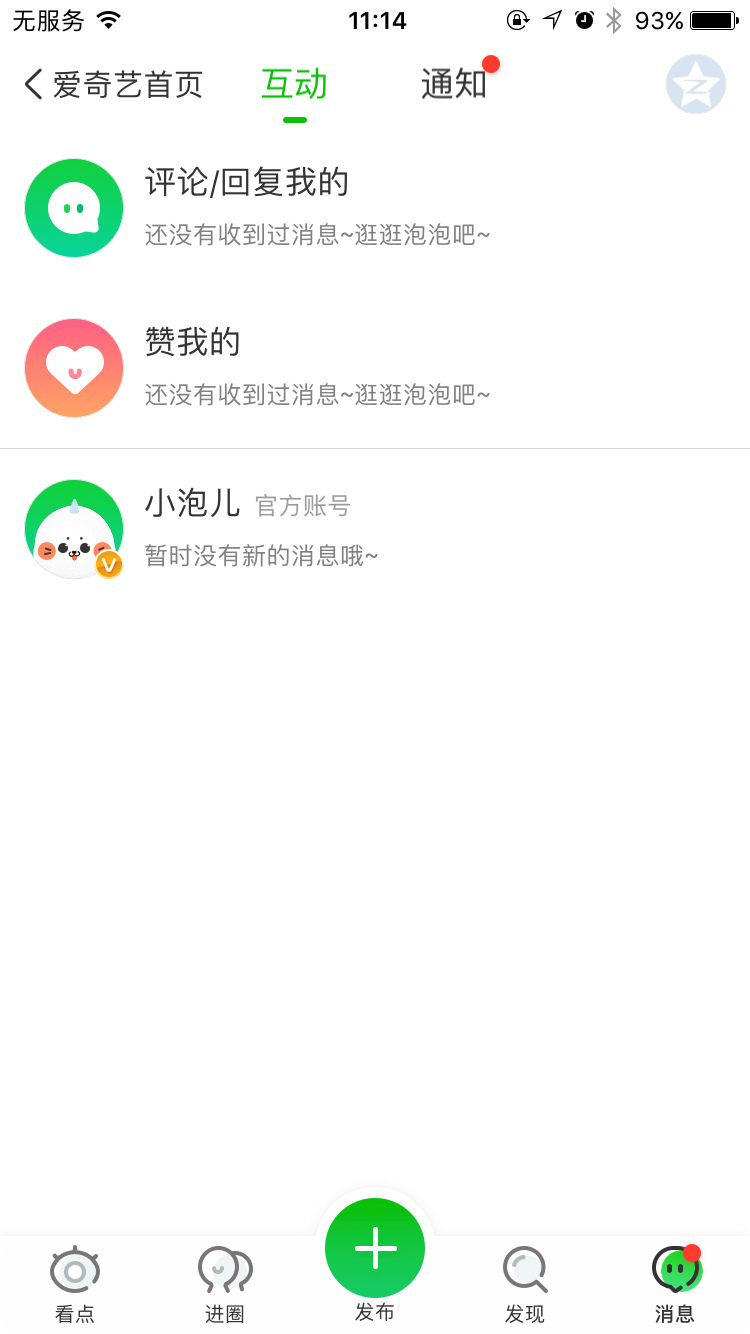 无服务 11:14 93%
爱奇艺首页 互动 通知
评论/回复我的
还没有收到过消息~逛逛泡泡吧~
赞我的
还没有收到过消息~逛逛泡泡吧~
小泡儿 官方账号
暂时没有新的消息哦~
看点 进圈 发布 发现 消息